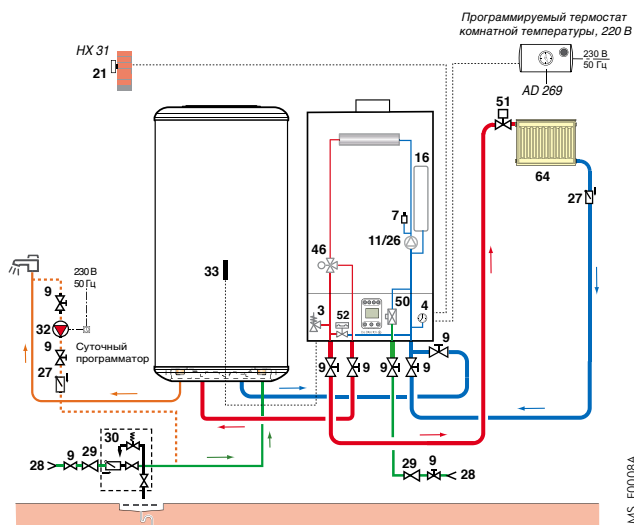 Программируемый термостат
комнатной температуры, 220 В
HX 31
21
230 В
50 Гц
AD 269
51
16
64
7
27
11/26
46
33
230 В
50 Гц
9
3
52
50
4
32
9
9
Суточный
программатор
27
9
9
9
9
30
28
9
29
29
9
28
MS_F0008A